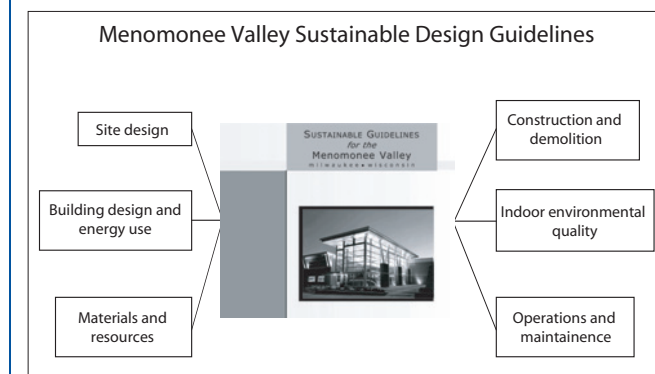 Menomonee Valley Sustainable Design Guidelines
Site design
Building design and
energy use
Materials and
resources
SUSTAINABLE GUIDELINES
for the
Menomonee Valley
milwaukee • wisconsin
Construction and
demolition
Indoor environmental
quality
Operations and
maintainence